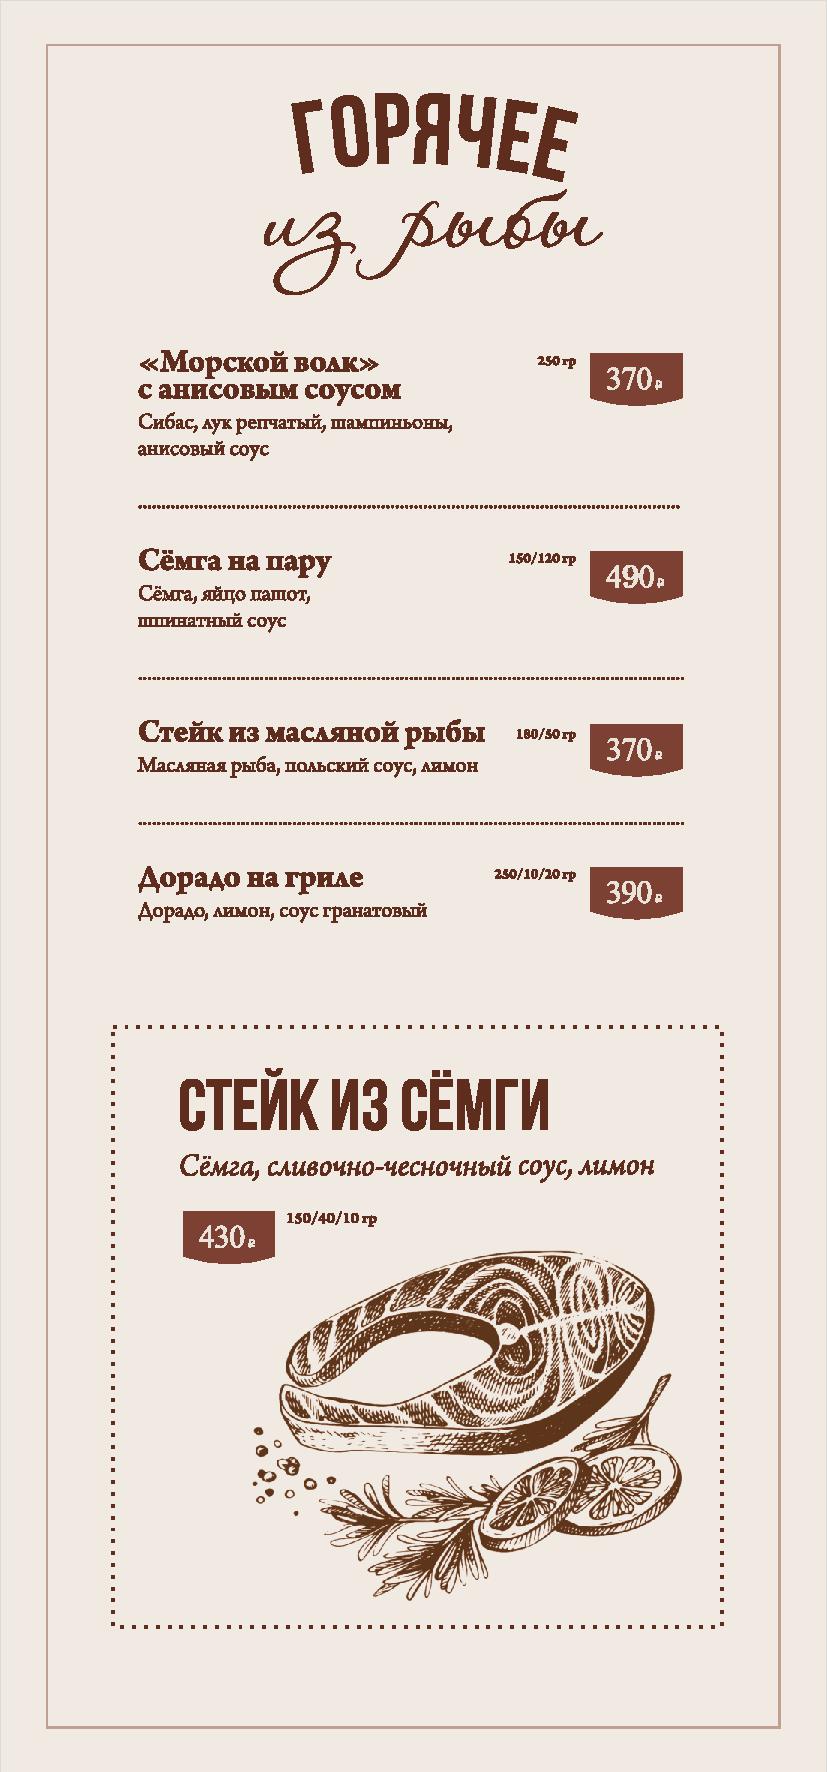 ГОРЯЧЕЕ
из рыбы
«Морской волк» 250 гр 370₽
с анисовым соусом
Сибас, лук репчатый, шампиньоны,
анисовый соус
Сёмга на пару 150/120 гр 490₽
Сёмга, яйцо пашот,
шпинатный соус
Стейк из масляной рыбы 180/50 гр 370₽
Масляная рыба, польский соус, лимон
Дорадо на гриле 250/10/20 гр 390₽
Дорадо, лимон, соус гранатовый
СТЕЙК ИЗ СЁМГИ
Сёмга, сливочно-чесночный соус, лимон
430₽ 150/40/10 гр